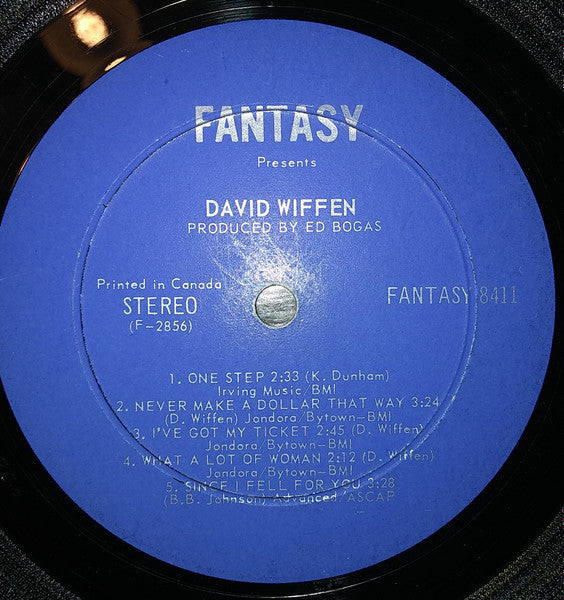 FANTASY
Presents
DAVID WIFFEN
PRODUCED BY ED BOGAS
Printed in Canada
STEREO
(F-2856)
FANTASY 8411
1. ONE STEP 2:33 (K. Dunham)
Irving Music/BMI
2. NEVER MAKE A DOLLAR THAT WAY 3:24
(D. Wiffen) Jondora/Bytown-BMI
3. I'VE GOT MY TICKET 2:45 (D. Wiffen)
Jondora/Bytown-BMI
4. WHAT A LOT OF WOMAN 2:12 (D. Wiffen)
Jondora/Bytown-BMI
5. SINCE I FELL FOR YOU 3:28
(B.B. Johnson) Advanced/ASCAP